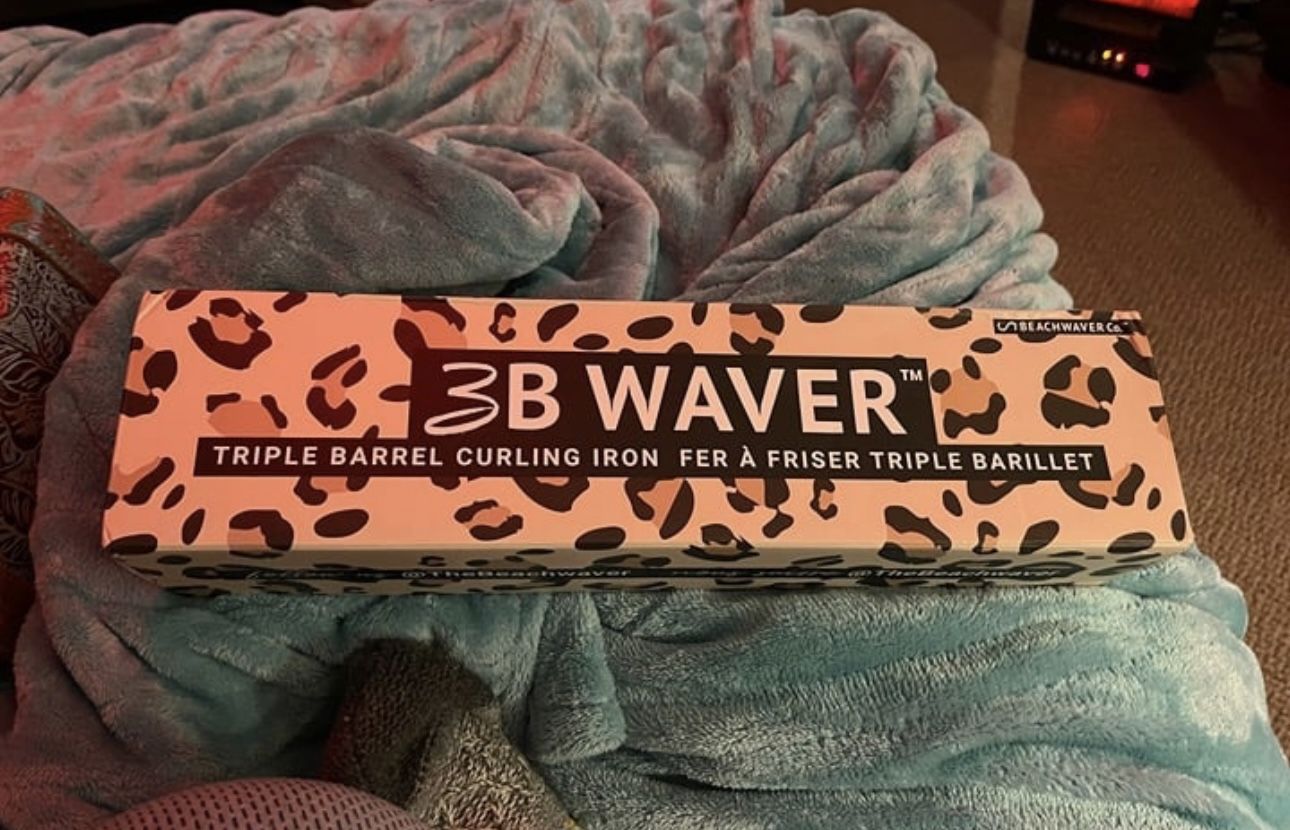 BEACHWAVER CO.
3B WAVER™
TRIPLE BARREL CURLING IRON FER À FRISER TRIPLE BARILLET
@TheBeachwaver @TheBeachwaver